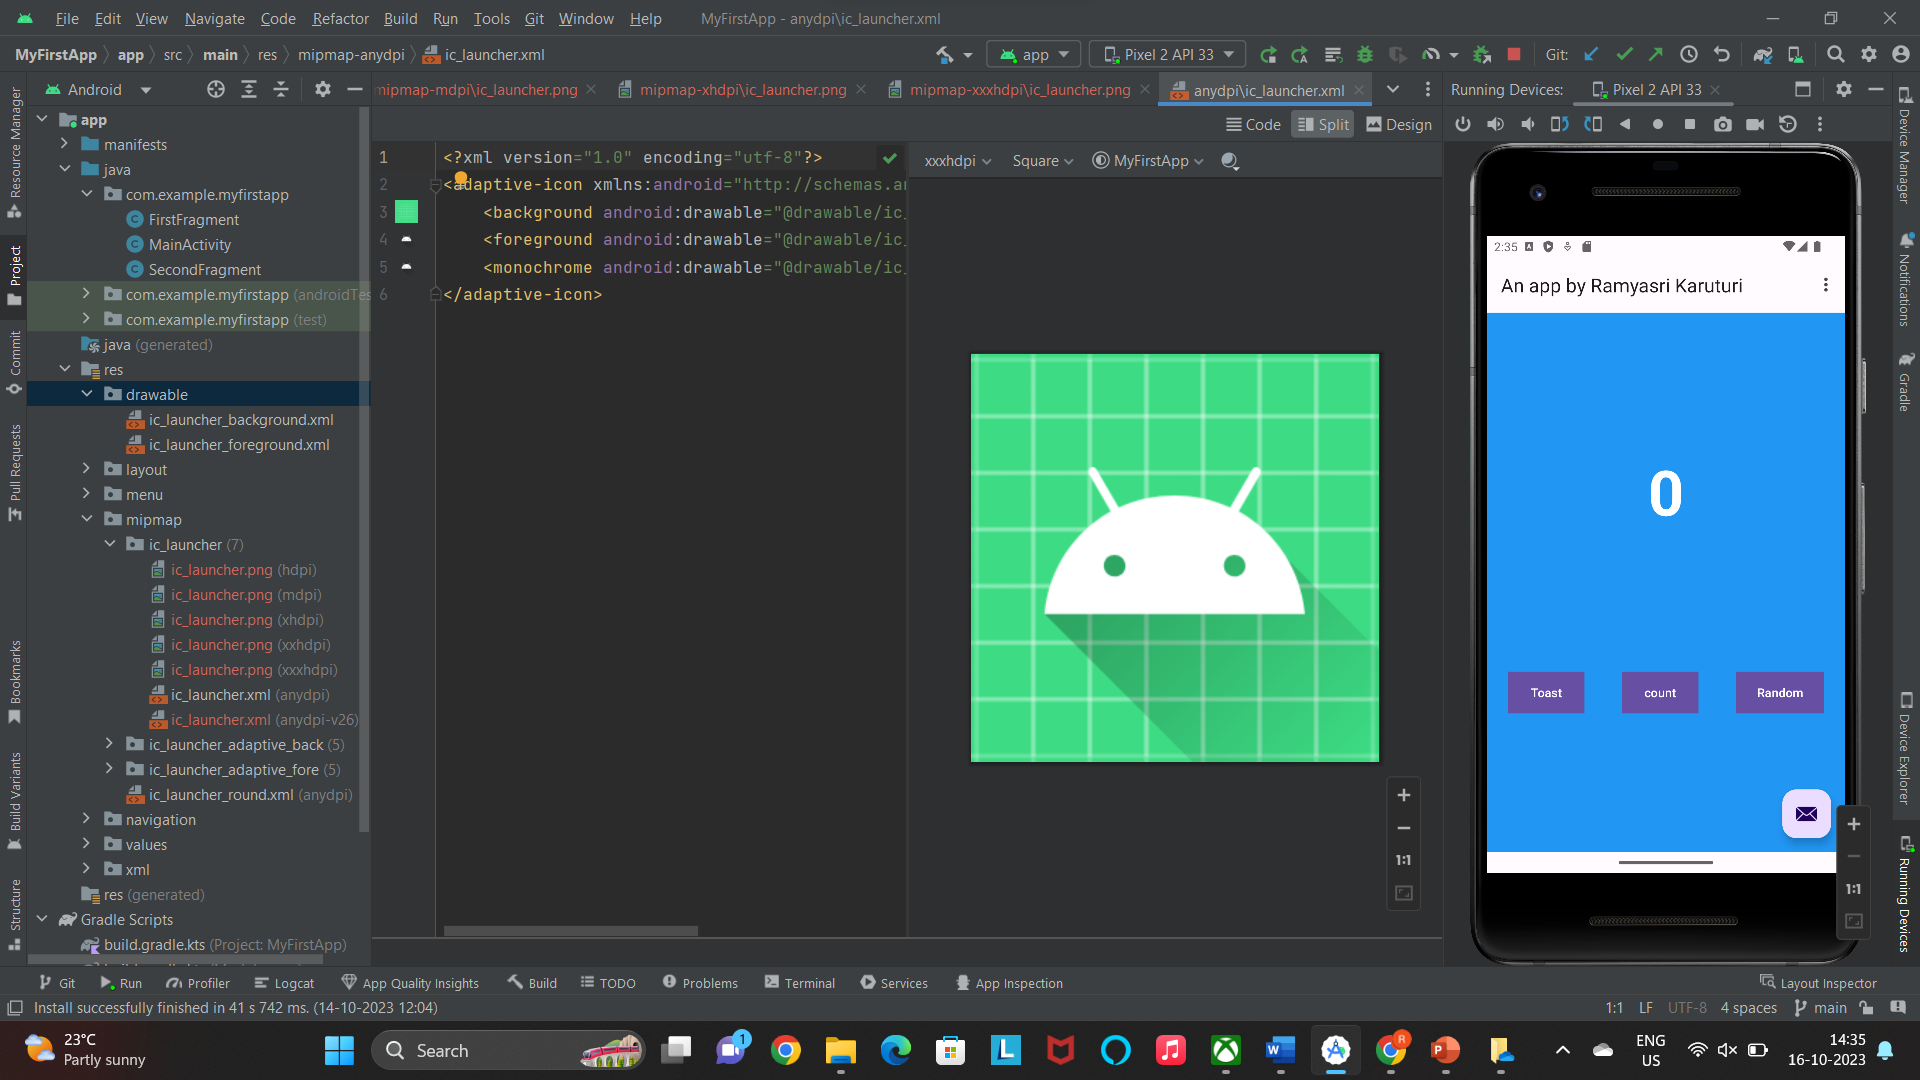 File Edit View Navigate Code Refactor Build Run Tools Git Window Help MyFirstApp - anydpi\ic_launcher.xml
MyFirstApp app src main res mipmap-anydpi ic_launcher.xml app Pixel 2 API 33 Git:
Android
mipmap-mdpi\ic_launcher.png mipmap-xhdpi\ic_launcher.png mipmap-xxxhdpi\ic_launcher.png anydpi\ic_launcher.xml
Running Devices: Pixel 2 API 33
Code Split Design
Resource Manager
Project
Commit
Pull Requests
Bookmarks
Build Variants
Structure
app
manifests
java
com.example.myfirstapp
FirstFragment
MainActivity
SecondFragment
com.example.myfirstapp (androidTes
com.example.myfirstapp (test)
java (generated)
res
drawable
ic_launcher_background.xml
ic_launcher_foreground.xml
layout
menu
mipmap
ic_launcher (7)
ic_launcher.png (hdpi)
ic_launcher.png (mdpi)
ic_launcher.png (xhdpi)
ic_launcher.png (xxhdpi)
ic_launcher.png (xxxhdpi)
ic_launcher.xml (anydpi)
ic_launcher.xml (anydpi-v26)
ic_launcher_adaptive_back (5)
ic_launcher_adaptive_fore (5)
ic_launcher_round.xml (anydpi)
navigation
values
xml
res (generated)
Gradle Scripts
build.gradle.kts (Project: MyFirstApp)
1 <?xml version="1.0" encoding="utf-8"?>
2 <adaptive-icon xmlns:android="http://schemas.an
3 <background android:drawable="@drawable/ic_
4 <foreground android:drawable="@drawable/ic_
5 <monochrome android:drawable="@drawable/ic_
6 </adaptive-icon>
xxxhdpi Square MyFirstApp
1:1
2:35
An app by Ramyasri Karuturi
0
Toast count Random
1:1
Device Manager
Notifications
Gradle
Device Explorer
Running Devices
Git Run Profiler Logcat App Quality Insights Build TODO Problems Terminal Services App Inspection Layout Inspector
Install successfully finished in 41 s 742 ms. (14-10-2023 12:04) 1:1 LF UTF-8 4 spaces main
23°C
Partly sunny
Search
1
L
R
W
P
ENG
US
14:35
16-10-2023